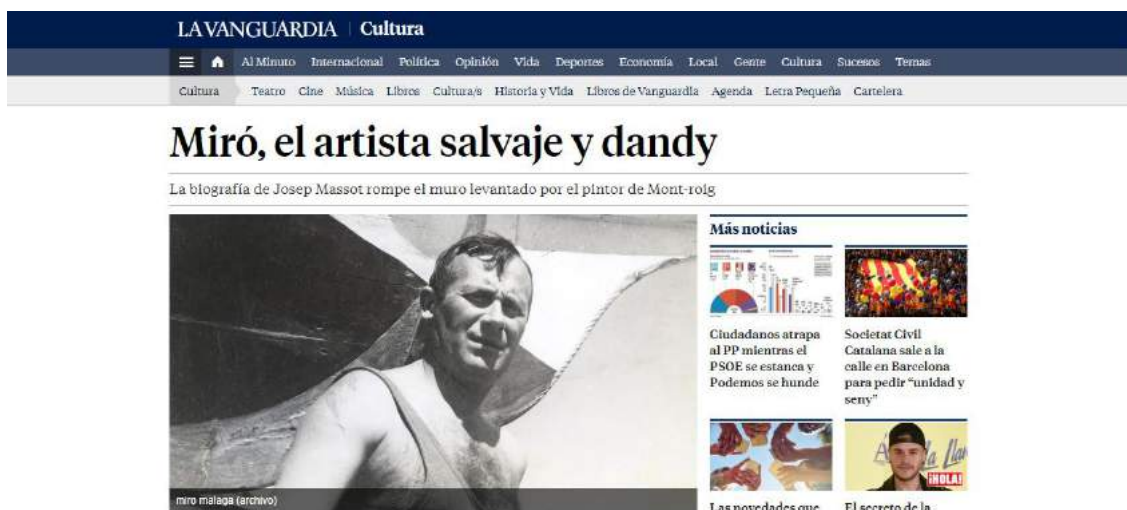 LA VANGUARDIA | Cultura
Al Minuto Internacional Política Opinión Vida Deportes Economía Local Gente Cultura Sucesos Temas
Cultura Teatro Cine Música Libros Cultura/s Historia y Vida Libros de Vanguardia Agenda Letra Pequeña Cartelera
Miró, el artista salvaje y dandy
La biografía de Josep Massot rompe el muro levantado por el pintor de Mont-roig
miro malaga (archivo)
Más noticias
Ciudadanos atrapa
al PP mientras el
PSOE se estanca y
Podemos se hunde
Societat Civil
Catalana sale a la
calle en Barcelona
para pedir “unidad y
seny”
¡HOLA!
Las novedades que
El secreto de la